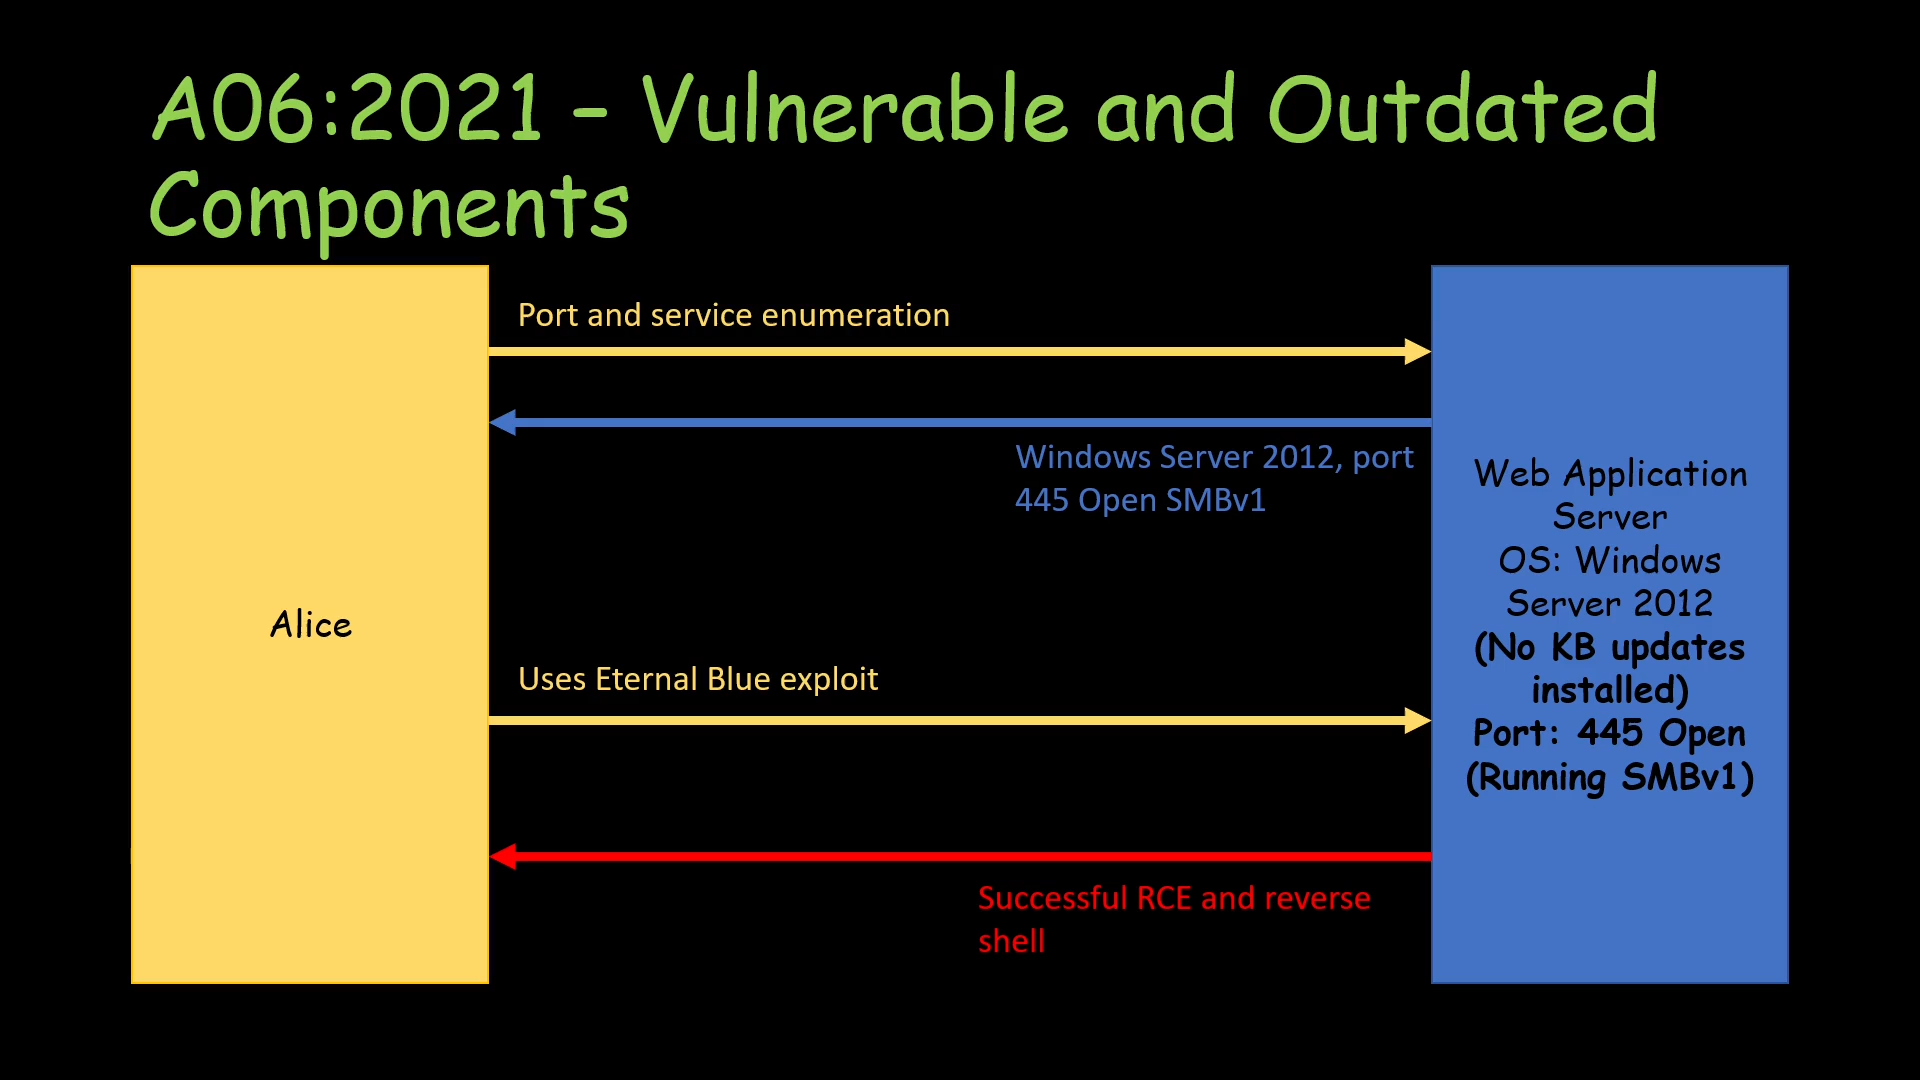 A06:2021 – Vulnerable and Outdated
Components
Port and service enumeration
Windows Server 2012, port
445 Open SMBv1
Alice
Uses Eternal Blue exploit
Successful RCE and reverse
shell
Web Application
Server
OS: Windows
Server 2012
(No KB updates
installed)
Port: 445 Open
(Running SMBv1)